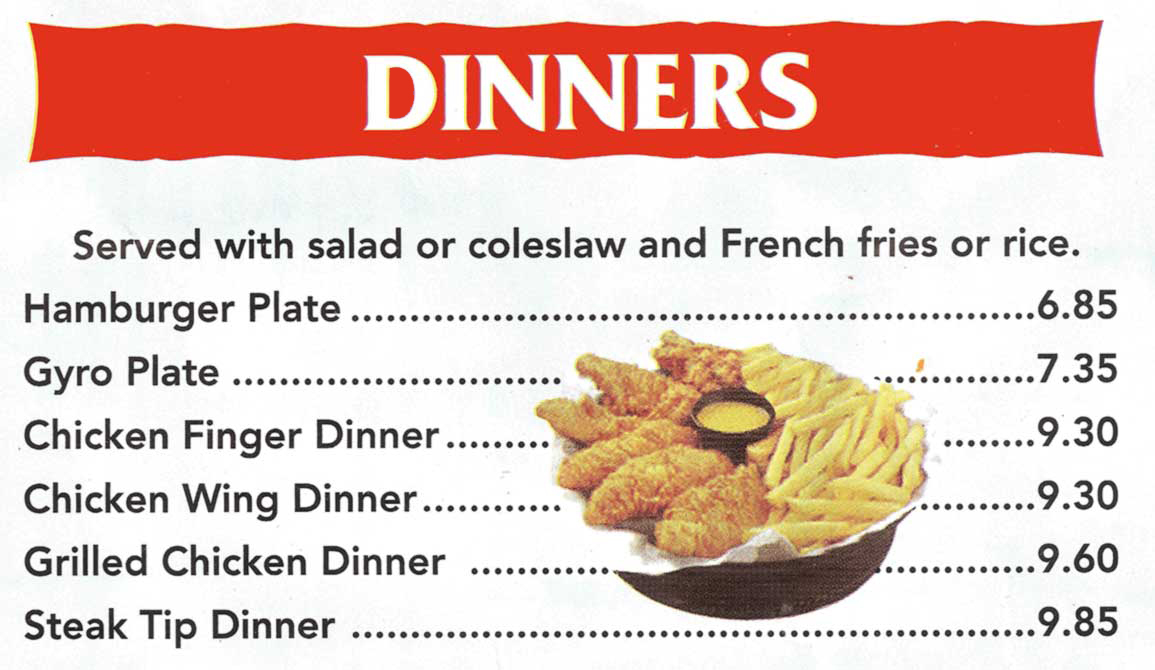 DINNERS
Served with salad or coleslaw and French fries or rice.
Hamburger Plate ........................................................6.85
Gyro Plate ........................... .............7.35
Chicken Finger Dinner......... ........9.30
Chicken Wing Dinner............ ..........9.30
Grilled Chicken Dinner ............ .............9.60
Steak Tip Dinner ........................................................9.85